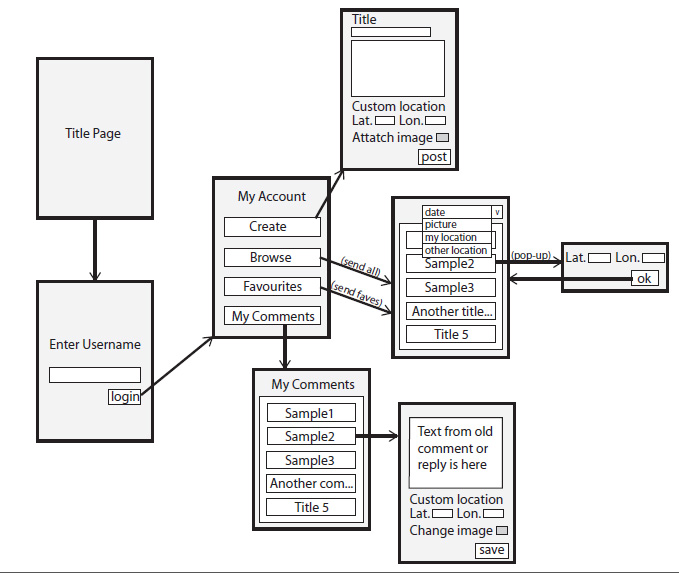 Title Page
Enter Username
login
My Account
Create
Browse
Favourites
My Comments
Title
Custom location
Lat. Lon.
Attatch image
post
(send all)
(send faves)
date v
picture
my location
other location
Sample2
Sample3
Another title...
Title 5
(pop-up)
Lat. Lon.
ok
My Comments
Sample1
Sample2
Sample3
Another com...
Title 5
Text from old
comment or
reply is here
Custom location
Lat. Lon.
Change image
save